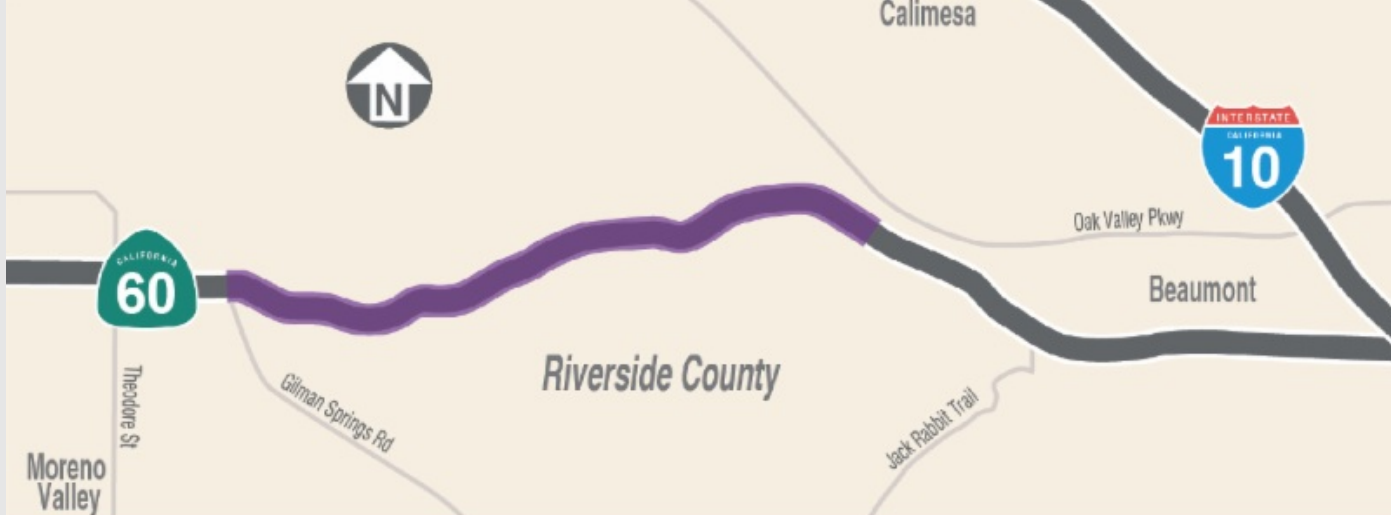 Calimesa
N
INTERSTATE
CALIFORNIA
10
Oak Valley Pkwy
CALIFORNIA
60
Beaumont
Riverside County
Theodore St
Gilman Springs Rd
Jack Rabbit Trail
Moreno
Valley